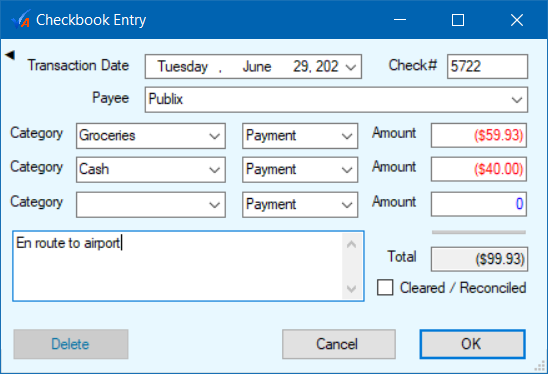 Checkbook Entry
Transaction Date Tuesday , June 29, 202 Check# 5722
Payee Publix
Category Groceries Payment Amount ($59.93)
Category Cash Payment Amount ($40.00)
Category Payment Amount 0
En route to airport
Total ($99.93)
Cleared / Reconciled
Delete Cancel OK